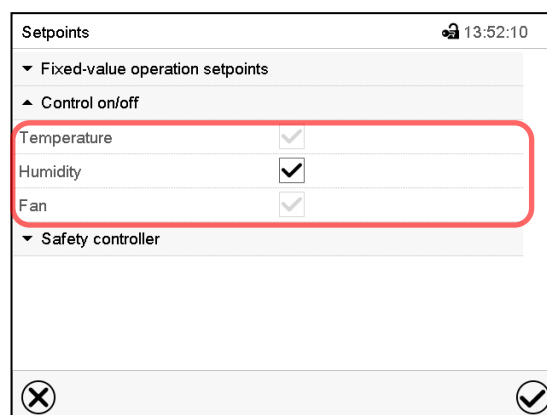 Setpoints 13:52:10
Fixed-value operation setpoints
Control on/off
Temperature
Humidity
Fan
Safety controller